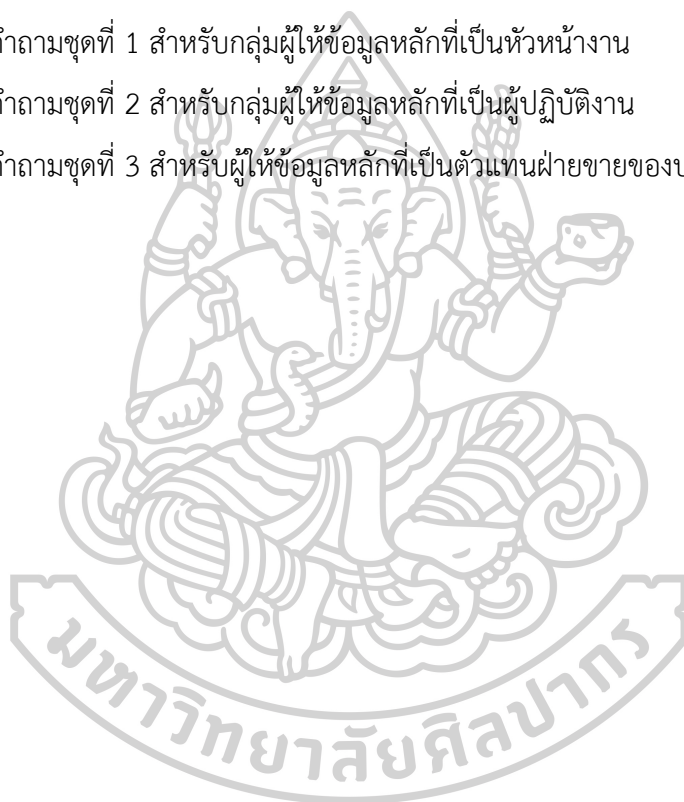 คำถามชุดที่ 1 สำหรับกลุ่มผู้ให้ข้อมูลหลักที่เป็นหัวหน้างาน
คำถามชุดที่ 2 สำหรับกลุ่มผู้ให้ข้อมูลหลักที่เป็นผู้ปฏิบัติงาน
คำถามชุดที่ 3 สำหรับผู้ให้ข้อมูลหลักที่เป็นตัวแทนฝ่ายขายของ
มหาวิทยาลัยศิลปากร